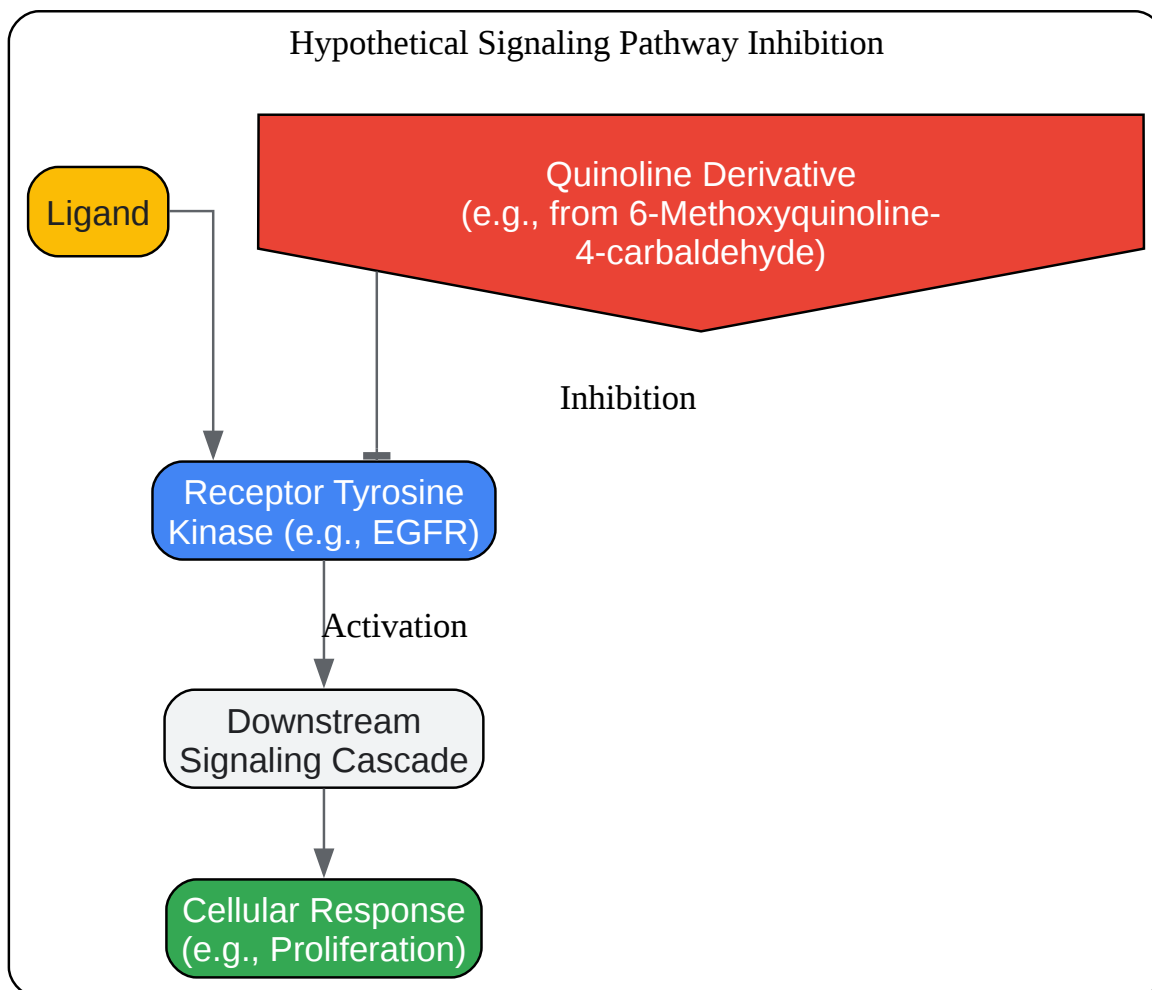 Hypothetical Signaling Pathway Inhibition
Ligand
Quinoline Derivative
(e.g., from 6-Methoxyquinoline-
4-carbaldehyde)
Inhibition
Receptor Tyrosine
Kinase (e.g., EGFR)
Activation
Downstream
Signaling Cascade
Cellular Response
(e.g., Proliferation)